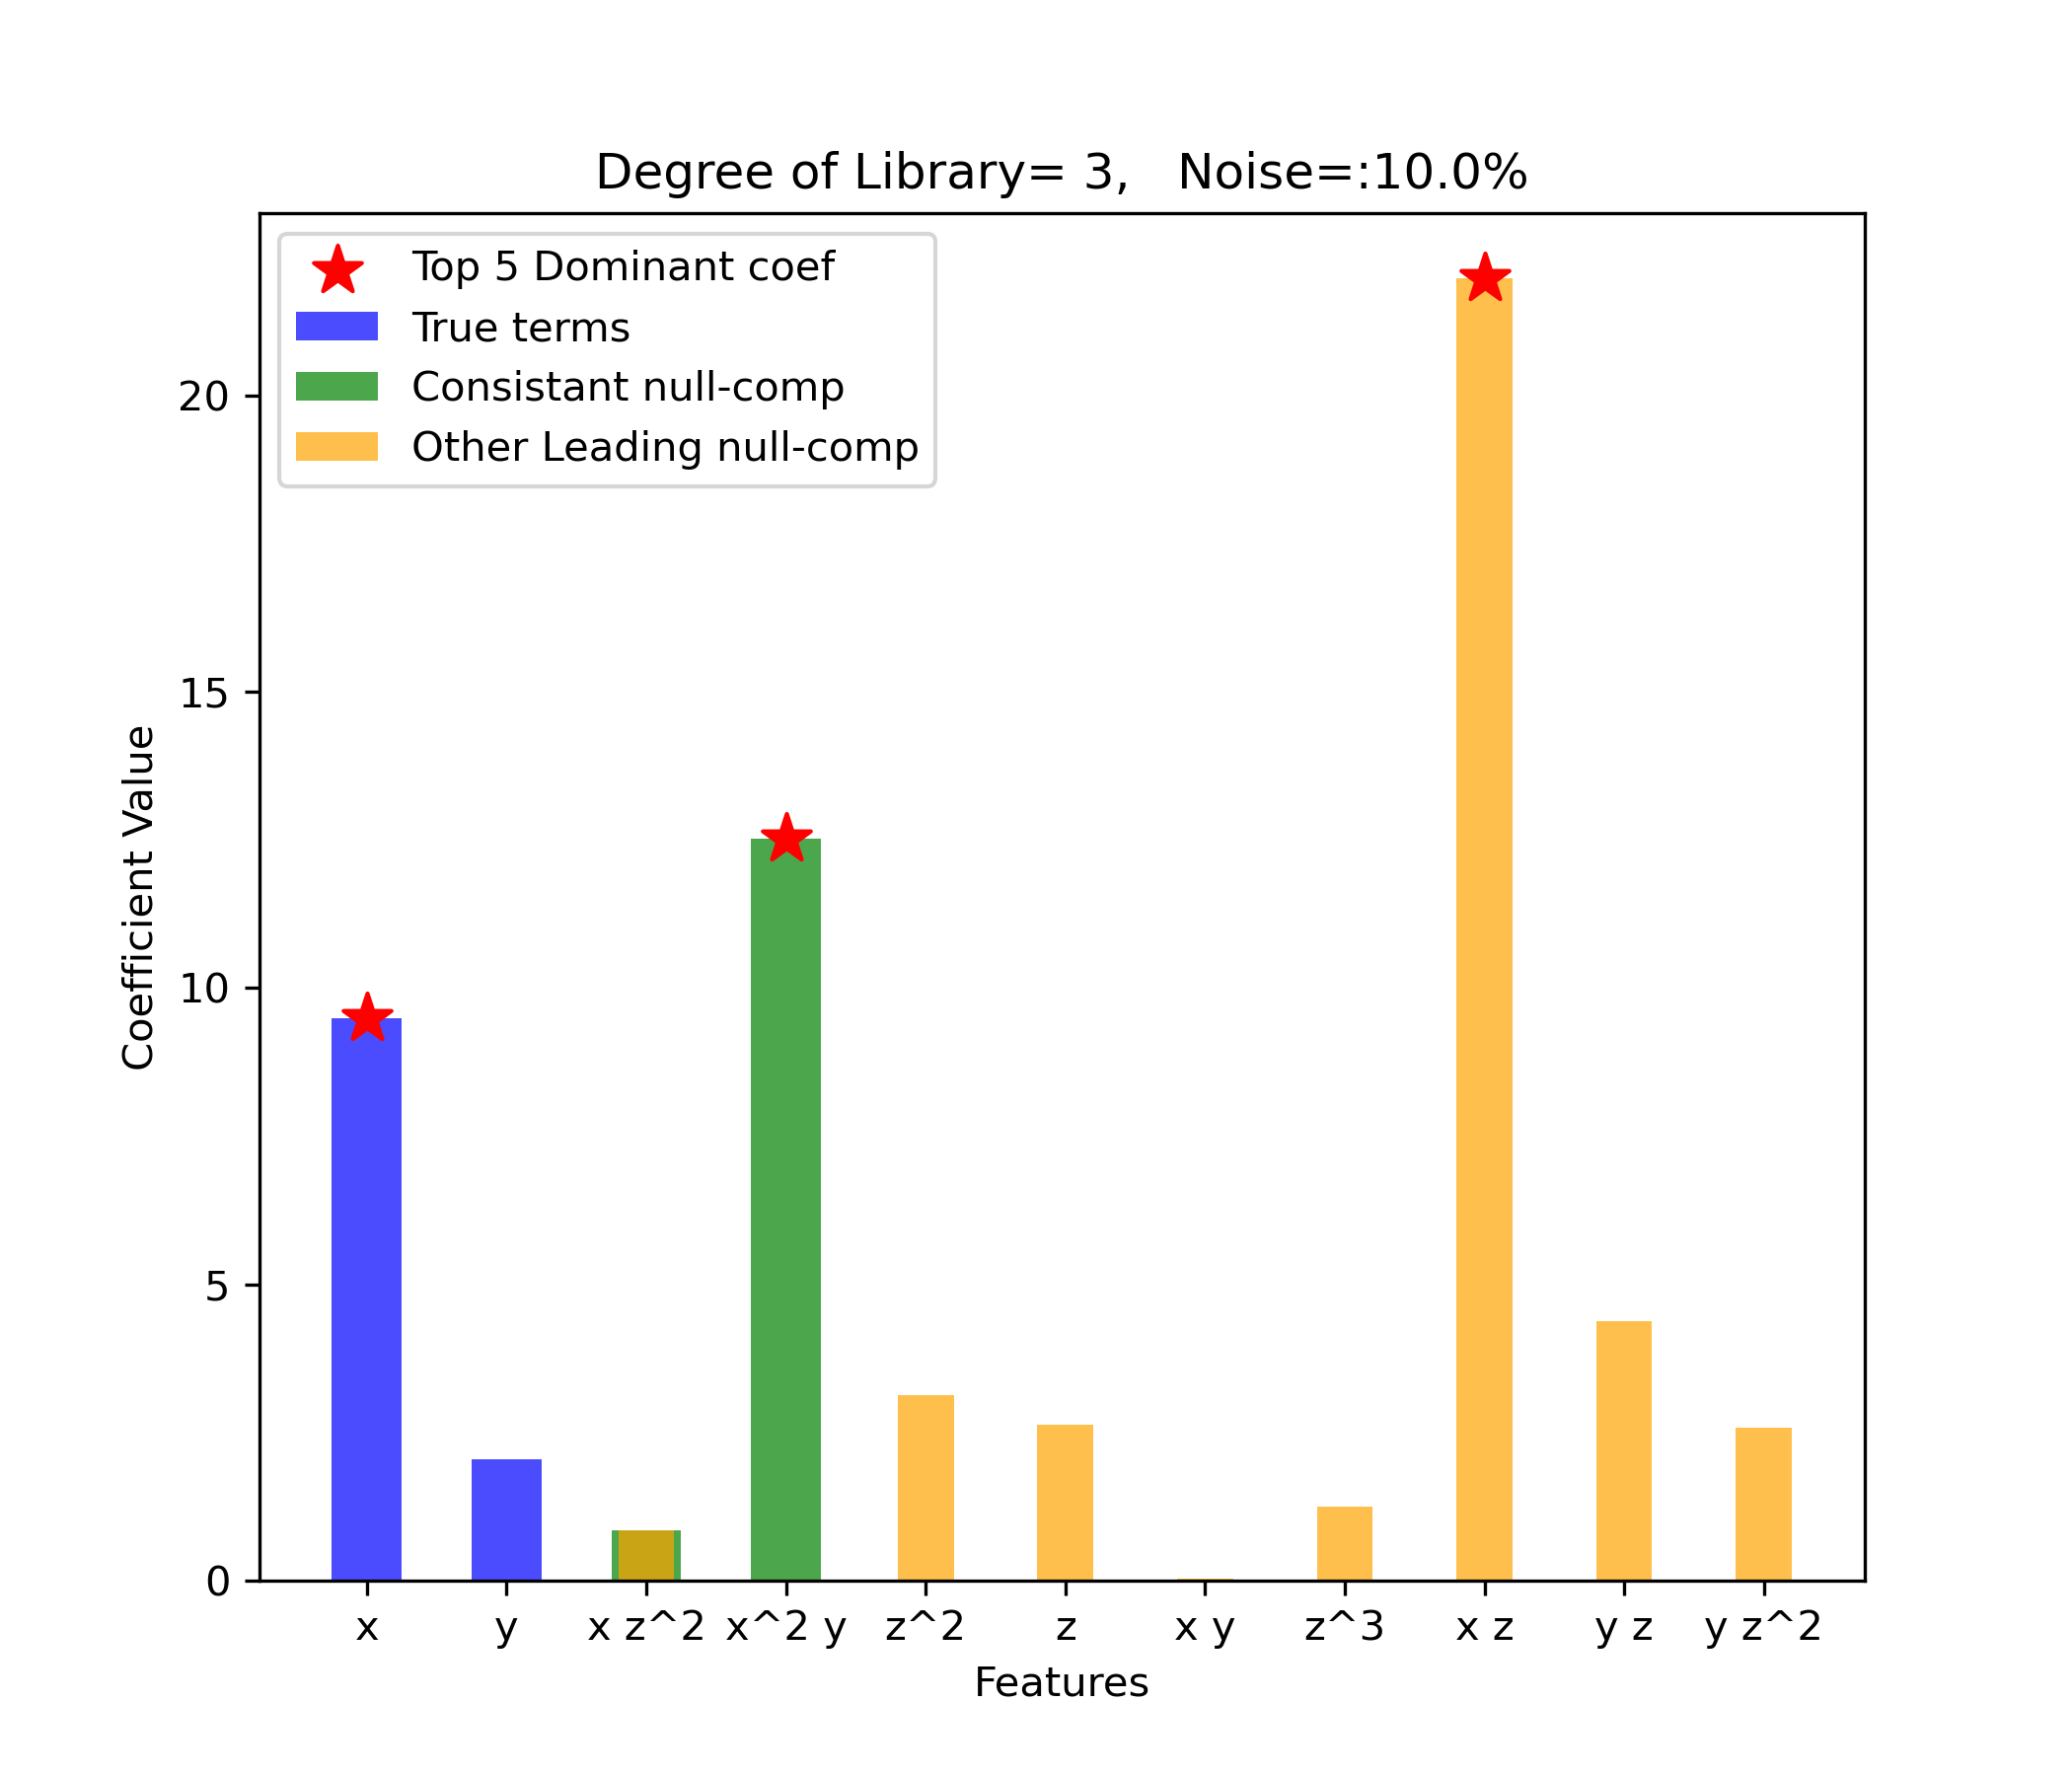 Degree of Library= 3,   Noise=:10.0%
Top 5 Dominant coef
True terms
Consistant null-comp
Other Leading null-comp
Coefficient Value
20
15
10
5
0
x y x z^2 x^2 y z^2 z x y z^3 x z y z y z^2
Features